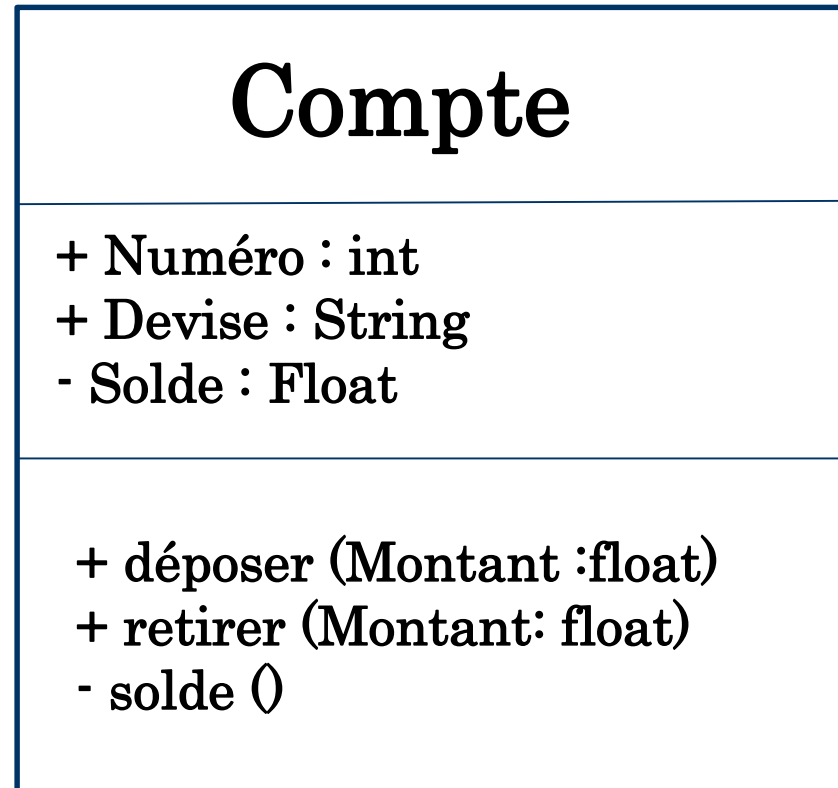 Compte
+ Numéro : int
+ Devise : String
- Solde : Float
+ déposer (Montant :float)
+ retirer (Montant: float)
- solde ()